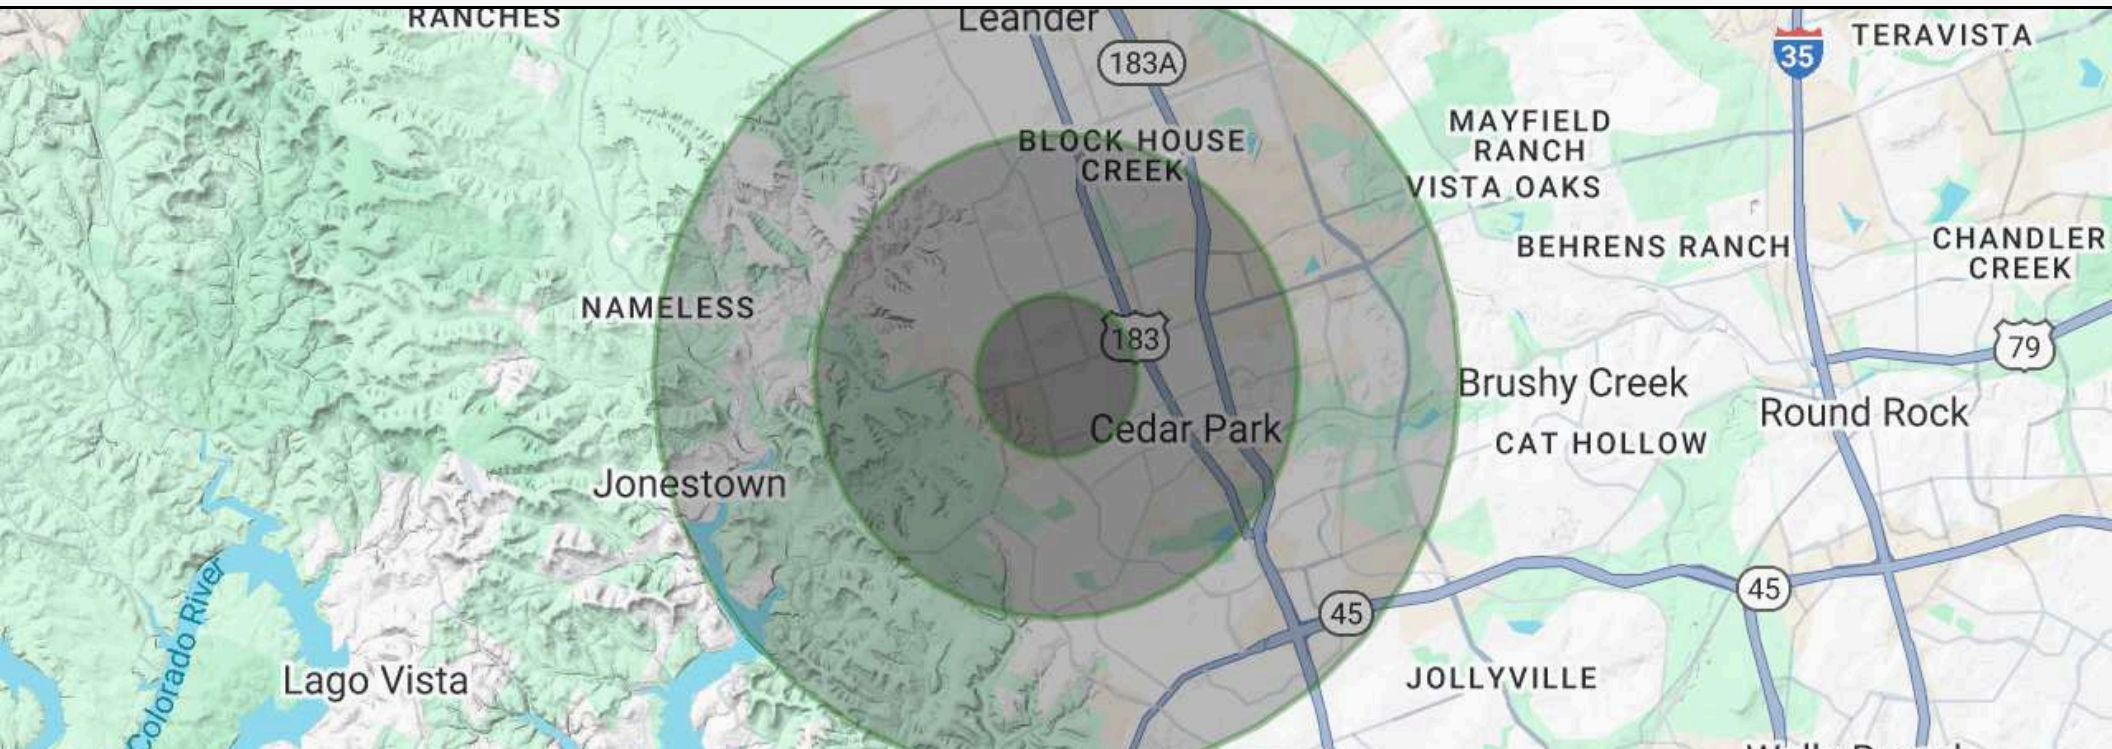 RANCHES
Leander
183A
35
TERAVISTA
BLOCK HOUSE
CREEK
MAYFIELD
RANCH
VISTA OAKS
BEHRENS RANCH
CHANDLER
CREEK
NAMELESS
183
79
Brushy Creek
Round Rock
Cedar Park
CAT HOLLOW
Jonestown
45
45
Colorado River
Lago Vista
JOLLYVILLE